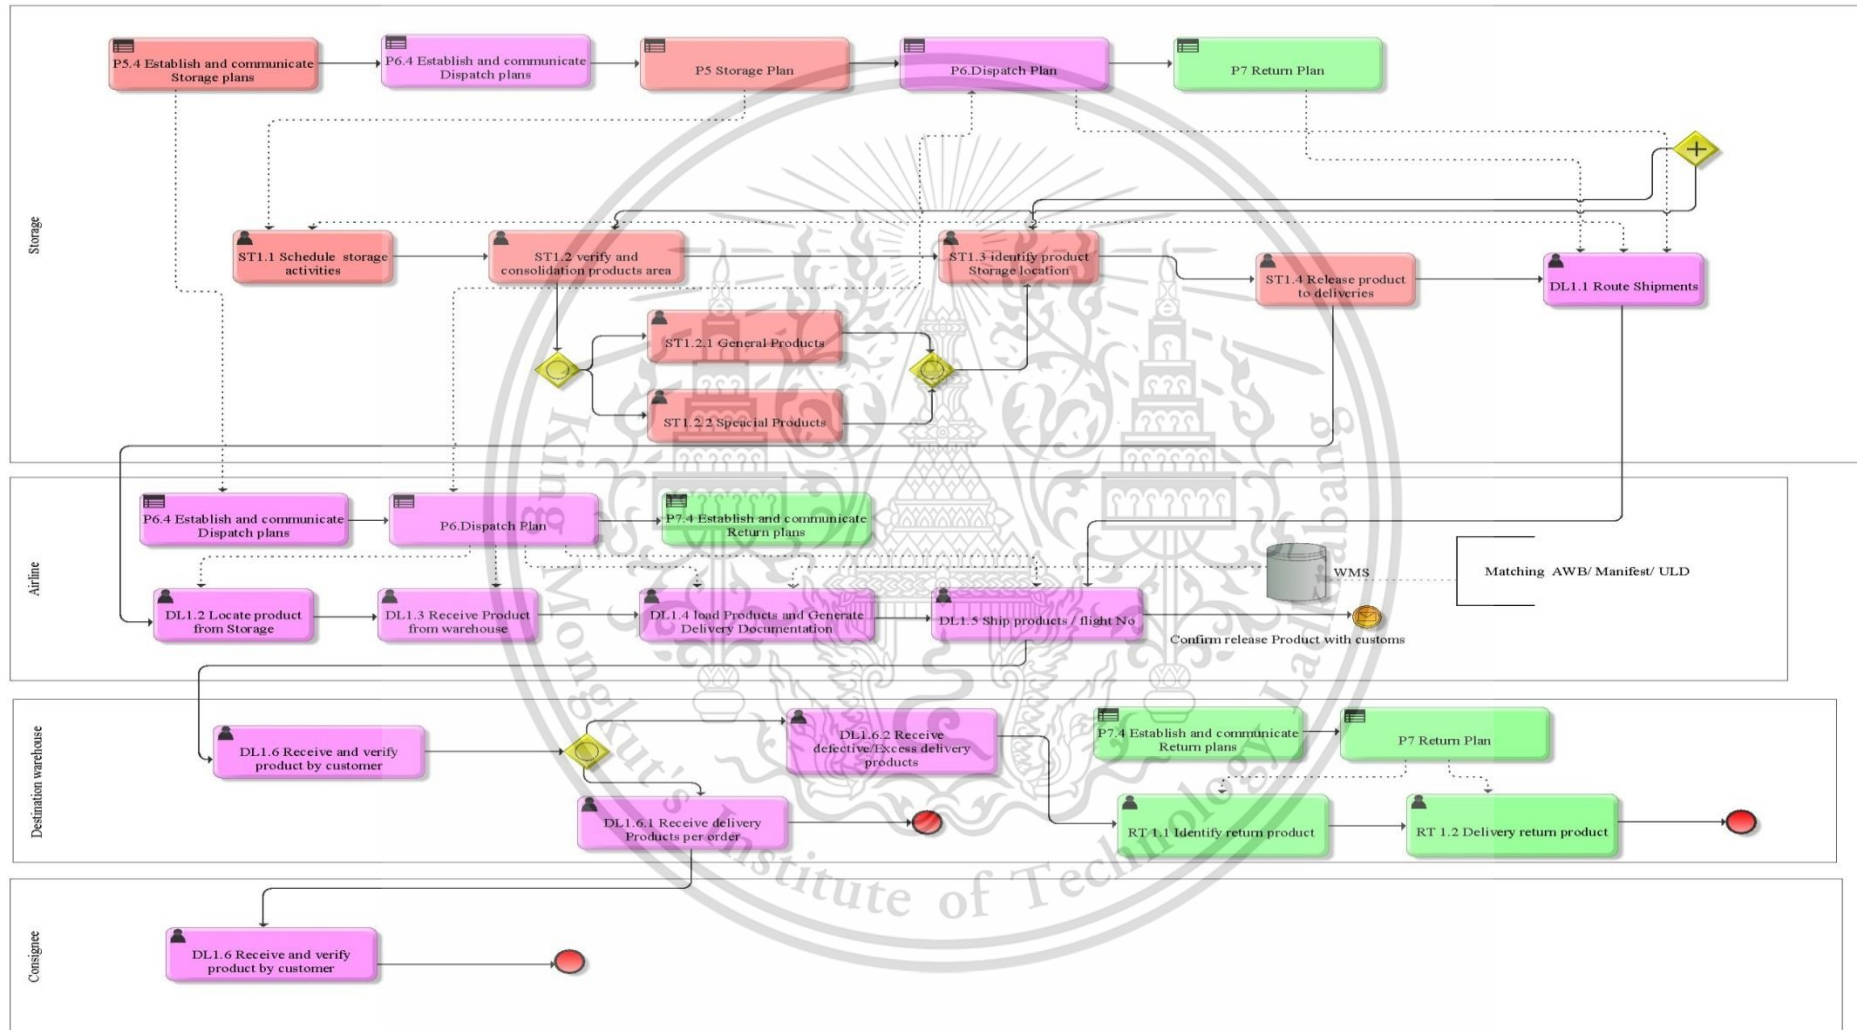 Storage
P5.4 Establish and communicate
Storage plans
P6.4 Establish and communicate
Dispatch plans
P5 Storage Plan
P6.Dispatch Plan
P7 Return Plan
ST1.1 Schedule storage
activities
ST1.2 verify and
consolidation products area
ST1.3 identify product
Storage location
ST1.4 Release product
to deliveries
DL1.1 Route Shipments
ST1.2.1 General Products
ST1.2.2 Speacial Products
Airline
P6.4 Establish and communicate
Dispatch plans
P6.Dispatch Plan
P7.4 Establish and communicate
Return plans
WMS
Matching AWB/ Manifest/ ULD
DL1.2 Locate product
from Storage
DL1.3 Receive Product
from warehouse
DL1.4 load Products and Generate
Delivery Documentation
DL1.5 Ship products / flight No
Confirm release Product with customs
Destination warehouse
DL1.6 Receive and verify
product by customer
DL1.6.2 Receive
defective/Excess delivery
products
P7.4 Establish and communicate
Return plans
P7 Return Plan
DL1.6.1 Receive delivery
Products per order
RT 1.1 Identify return product
RT 1.2 Delivery return product
Consignee
DL1.6 Receive and verify
product by customer
King Mongkut's Institute of Technology Ladkrabang